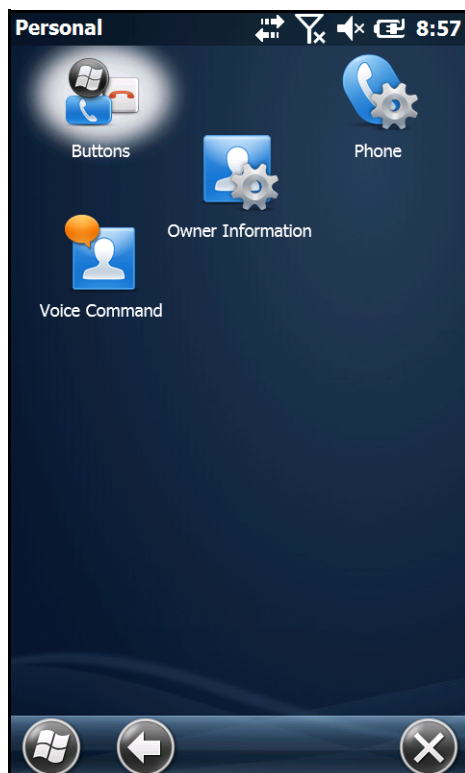 Personal 8:57
Buttons
Phone
Owner Information
Voice Command